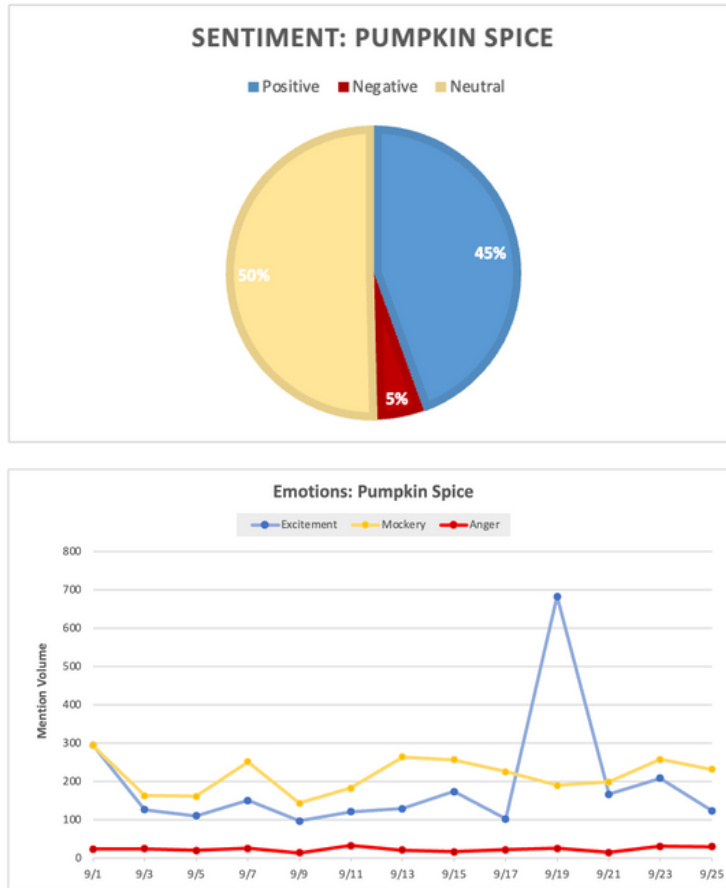 SENTIMENT: PUMPKIN SPICE
Positive Negative Neutral
45%
50%
5%
Emotions: Pumpkin Spice
Excitement Mockery Anger
Mention Volume
800
700
600
500
400
300
200
100
0
9/1 9/3 9/5 9/7 9/9 9/11 9/13 9/15 9/17 9/19 9/21 9/23 9/25